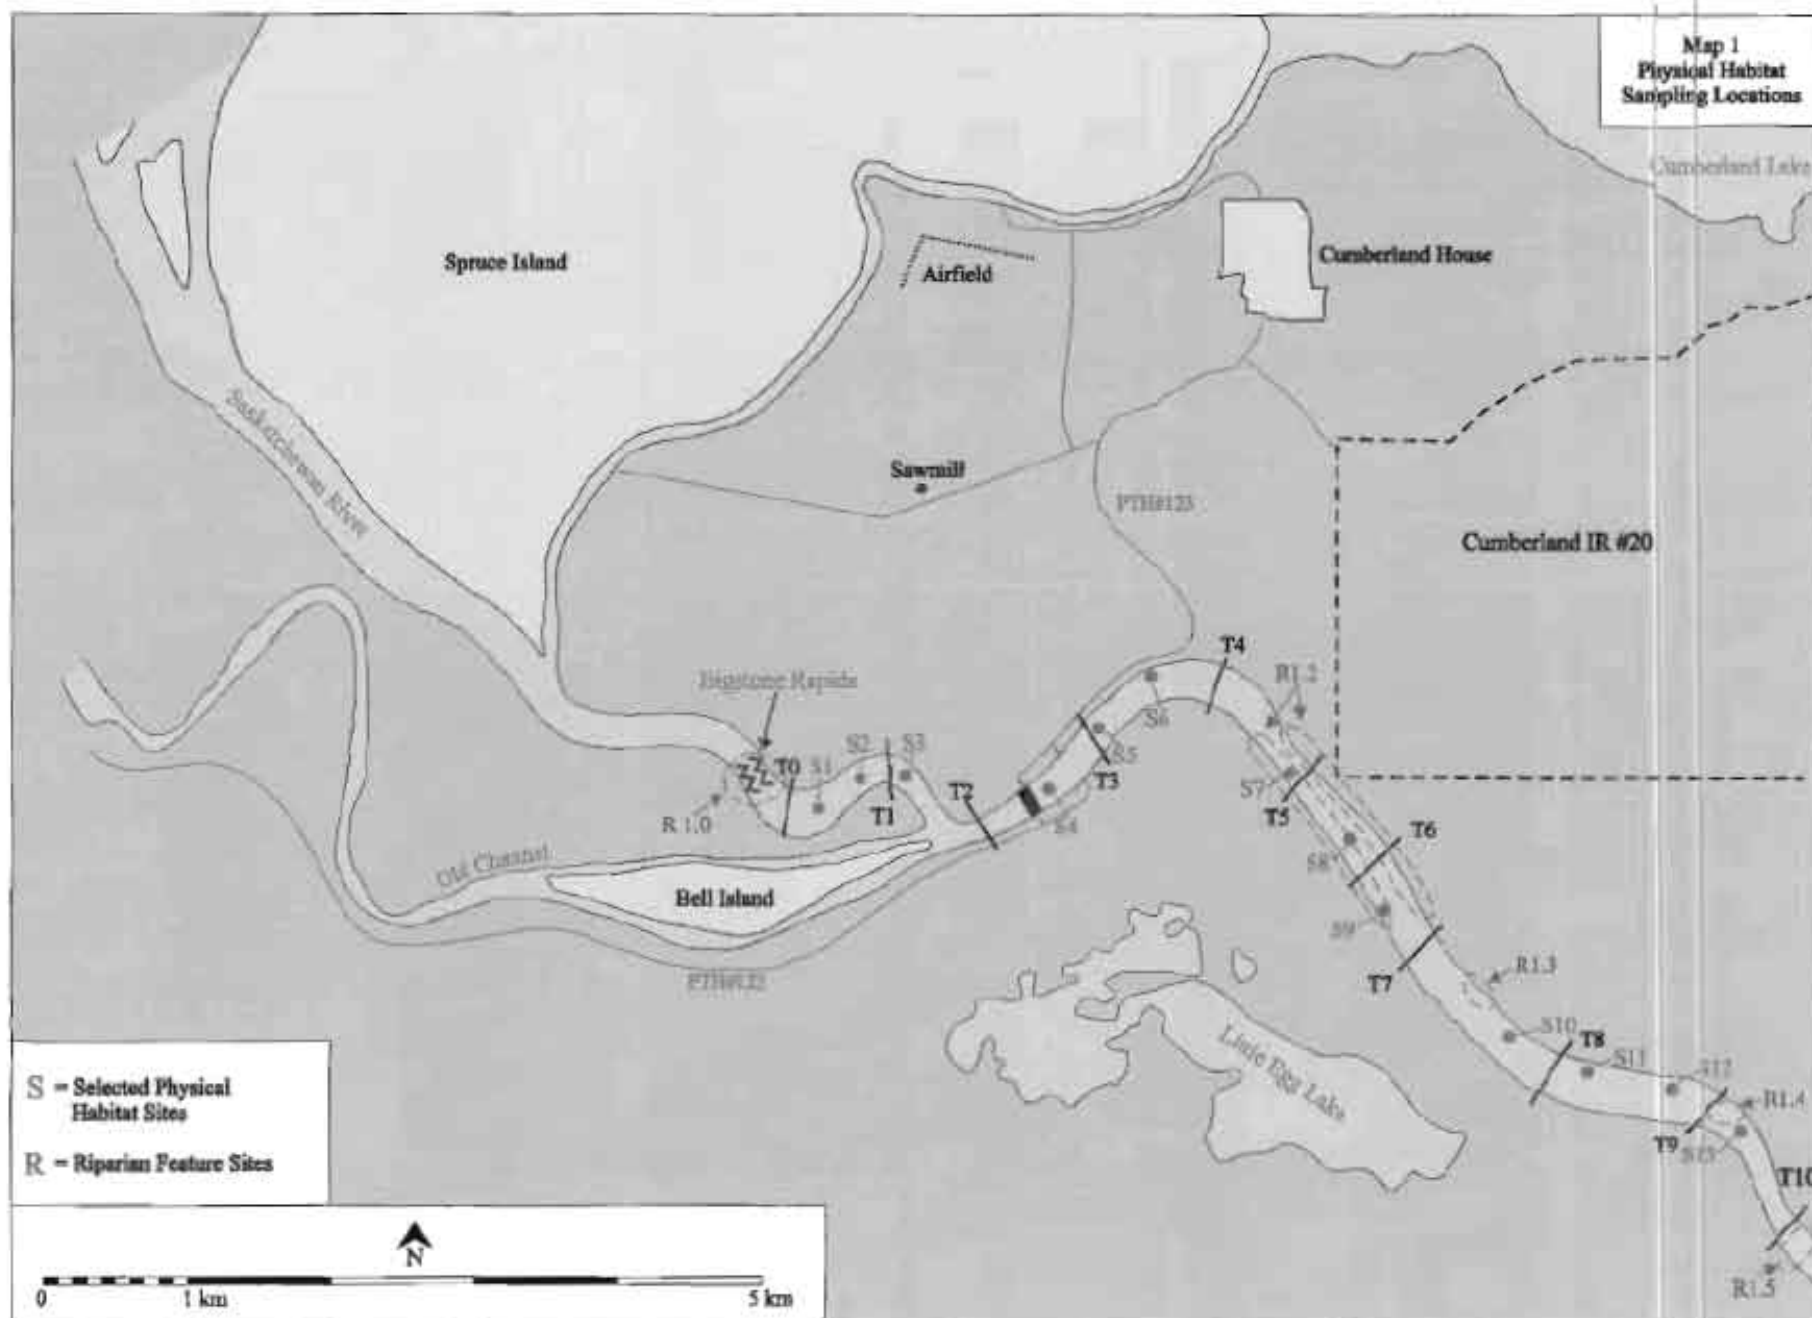 Map 1
Physical Habitat
Sampling Locations
Cumberland Lake
Spruce Island
Airfield
Cumberland House
Saskatchewan River
Sawmill
PTH#123
Cumberland IR #20
T4
Bigstone Rapids
R1.2
T0
S1
S2
S3
S6
S5
T3
T2
T1
S4
R 1.0
S7
T5
T6
S8
Old Channel
Bell Island
S9
PTH#123
T7
R1.3
Little Egg Lake
S10
T8
S11
S12
R1.4
T9
S13
T10
R1.5
S = Selected Physical
Habitat Sites
R = Riparian Feature Sites
N
0
1 km
5 km